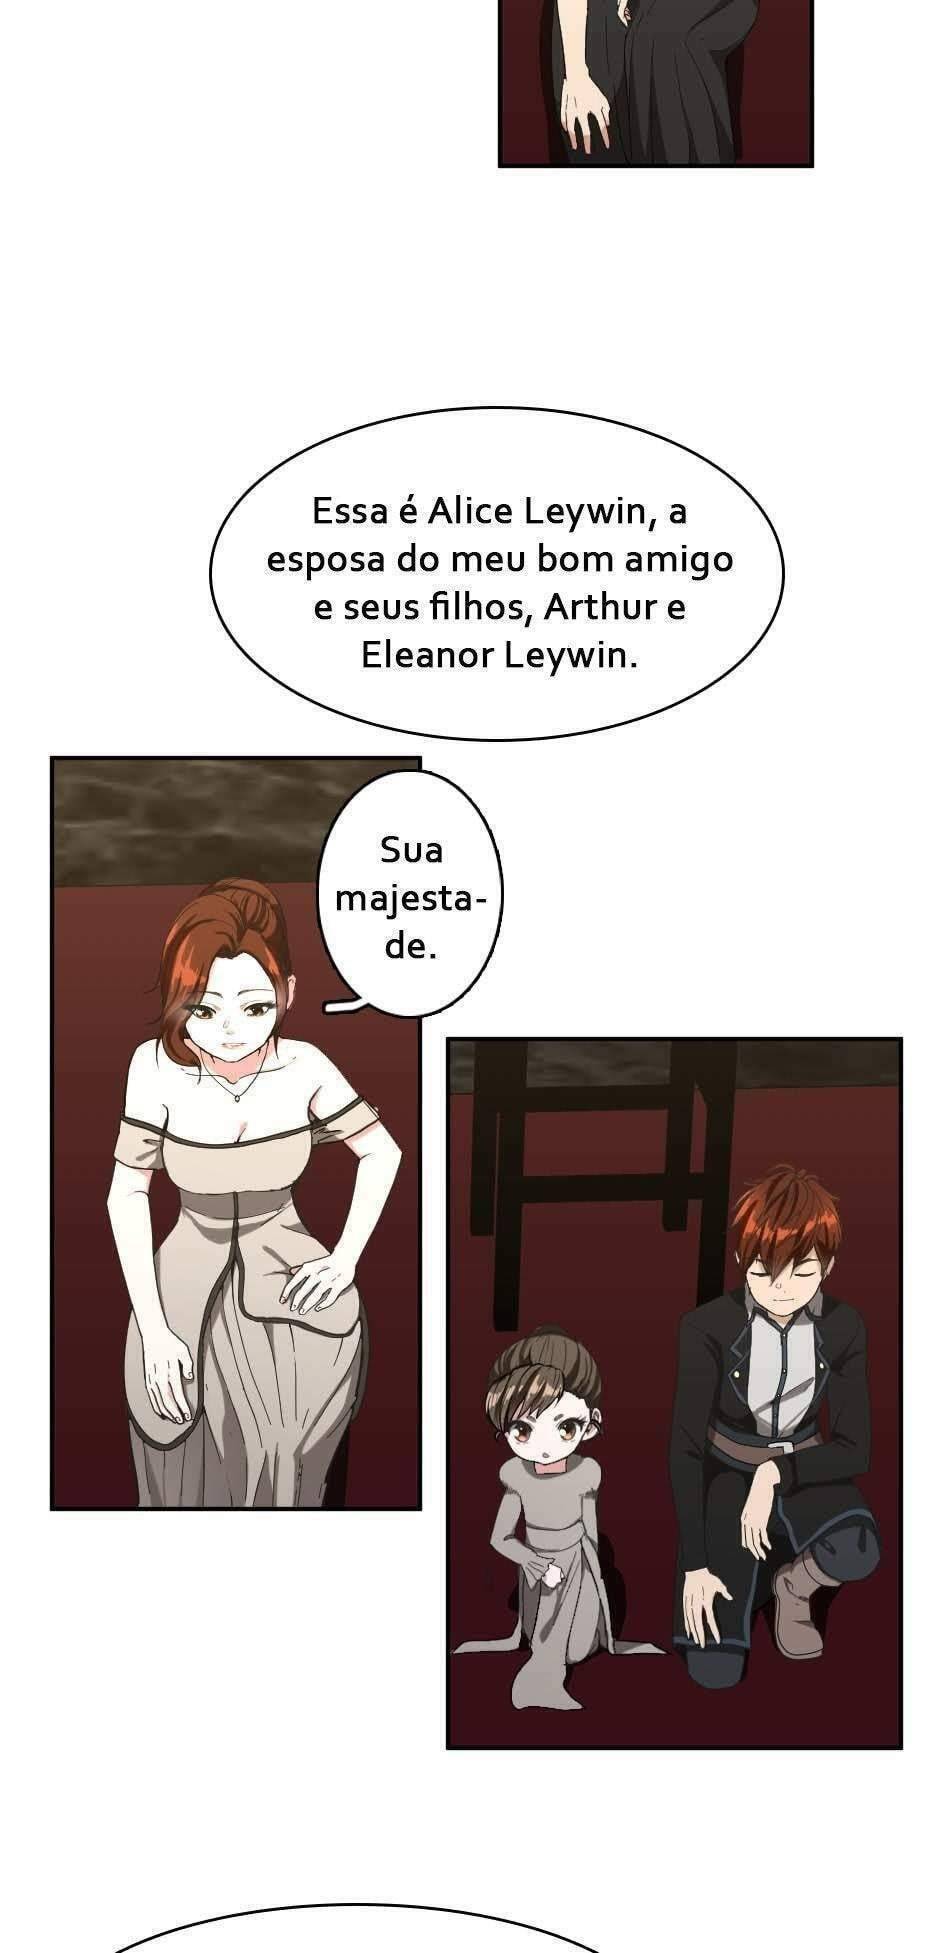 Essa é Alice Leywin, a
esposa do meu bom amigo
e seus filhos, Arthur e
Eleanor Leywin.
Sua
majesta-
de.